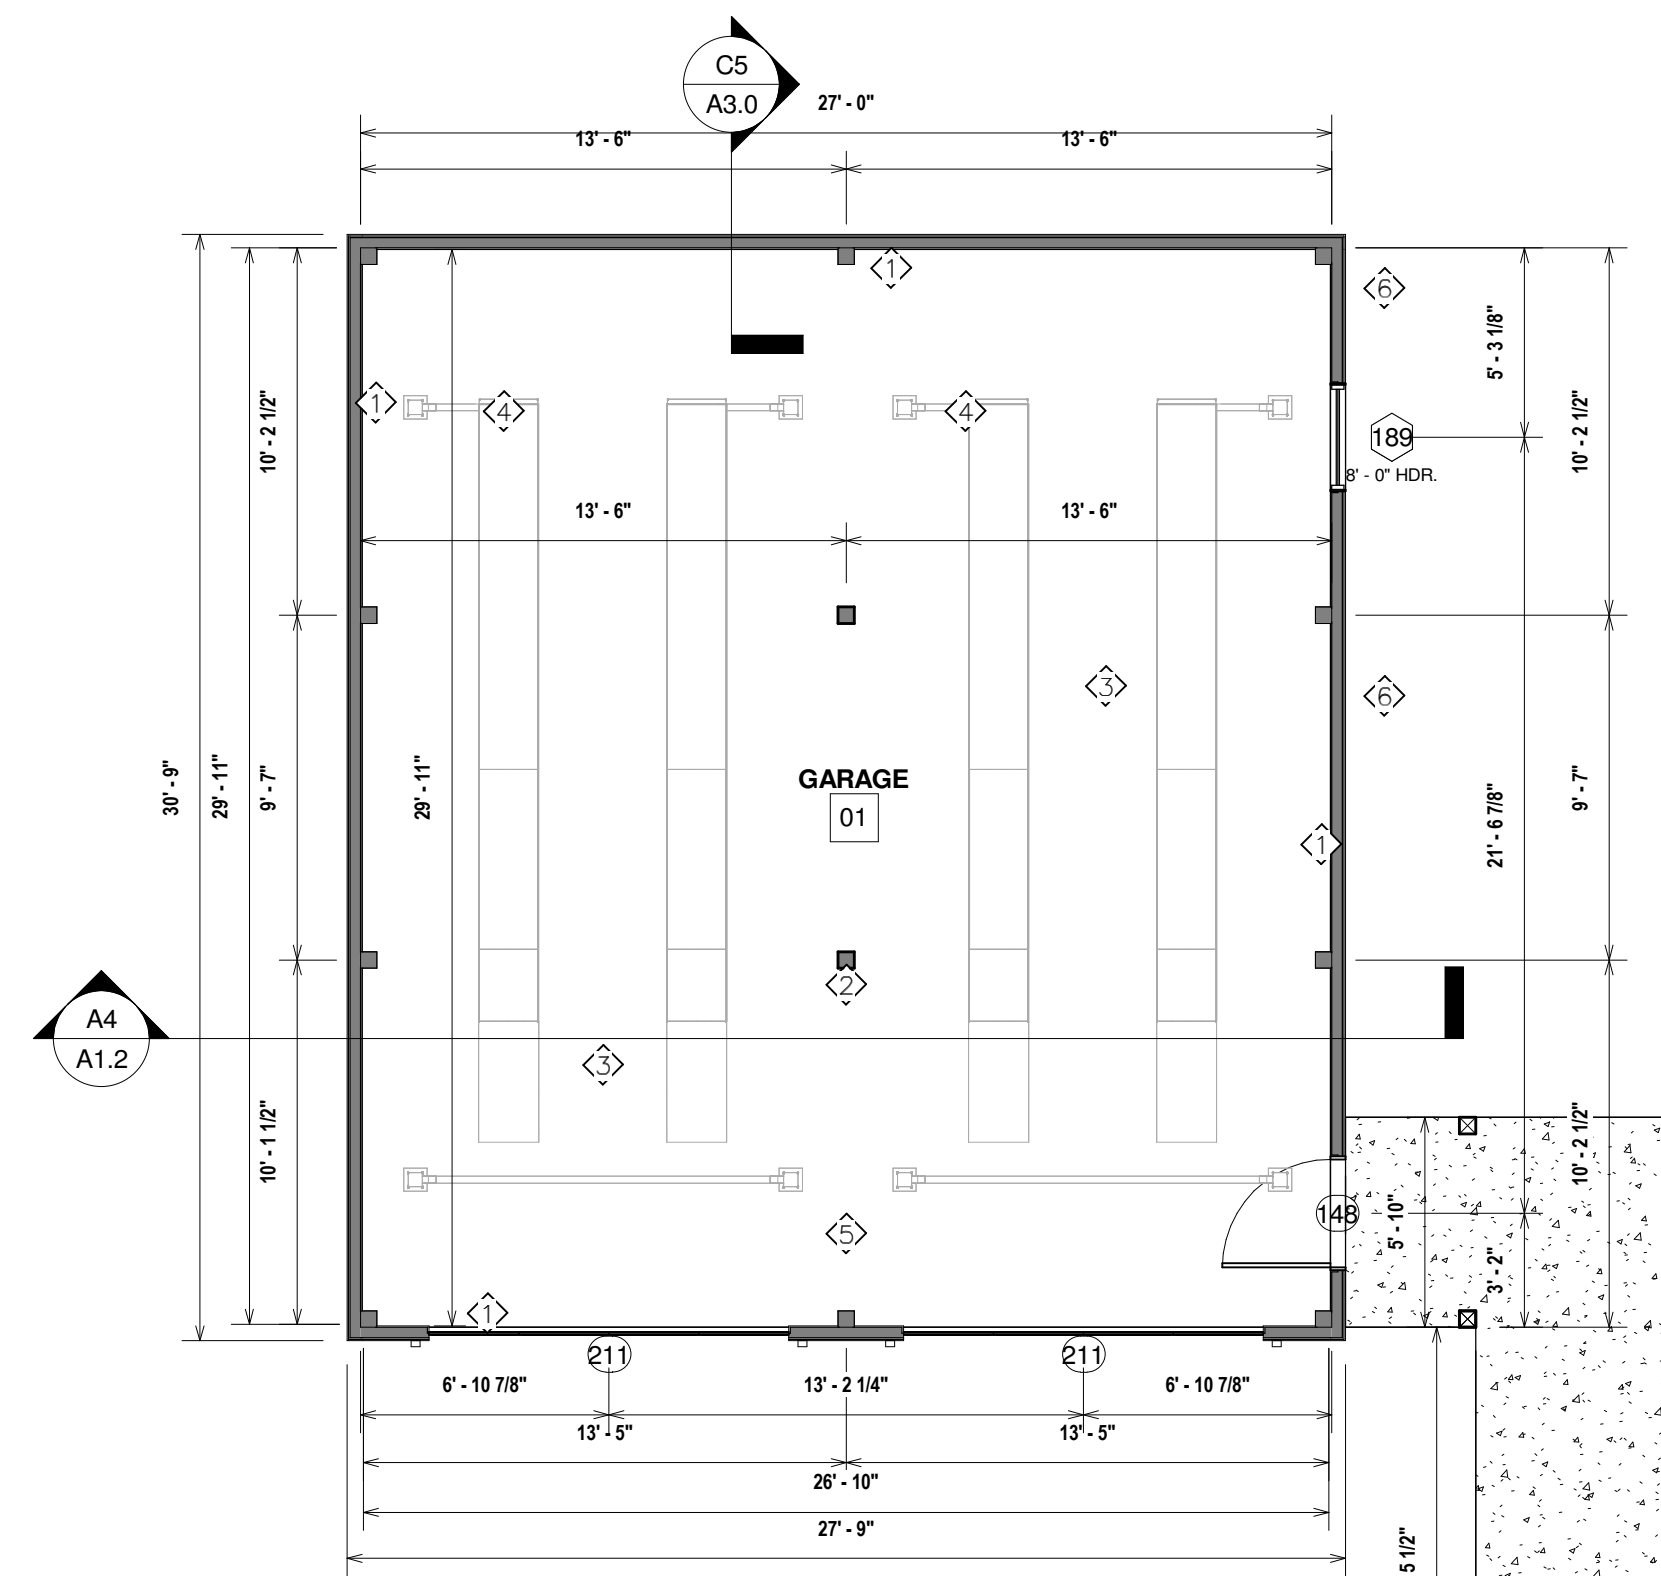 C5
A3.0
27' - 0"
13' - 6"
13' - 6"
1
6
5' - 3 1/8"
10' - 2 1/2"
10' - 2 1/2"
1
4
4
189
8' - 0" HDR.
13' - 6"
13' - 6"
3
6
30' - 9"
29' - 11"
9' - 7"
29' - 11"
GARAGE
01
1
21' - 6 7/8"
9' - 7"
2
A4
A1.2
3
10' - 1 1/2"
10' - 2 1/2"
148
5' - 10"
5
3' - 2"
1
211
211
6' - 10 7/8"
13' - 2 1/4"
6' - 10 7/8"
13' - 5"
13' - 5"
26' - 10"
27' - 9"
5 1/2"